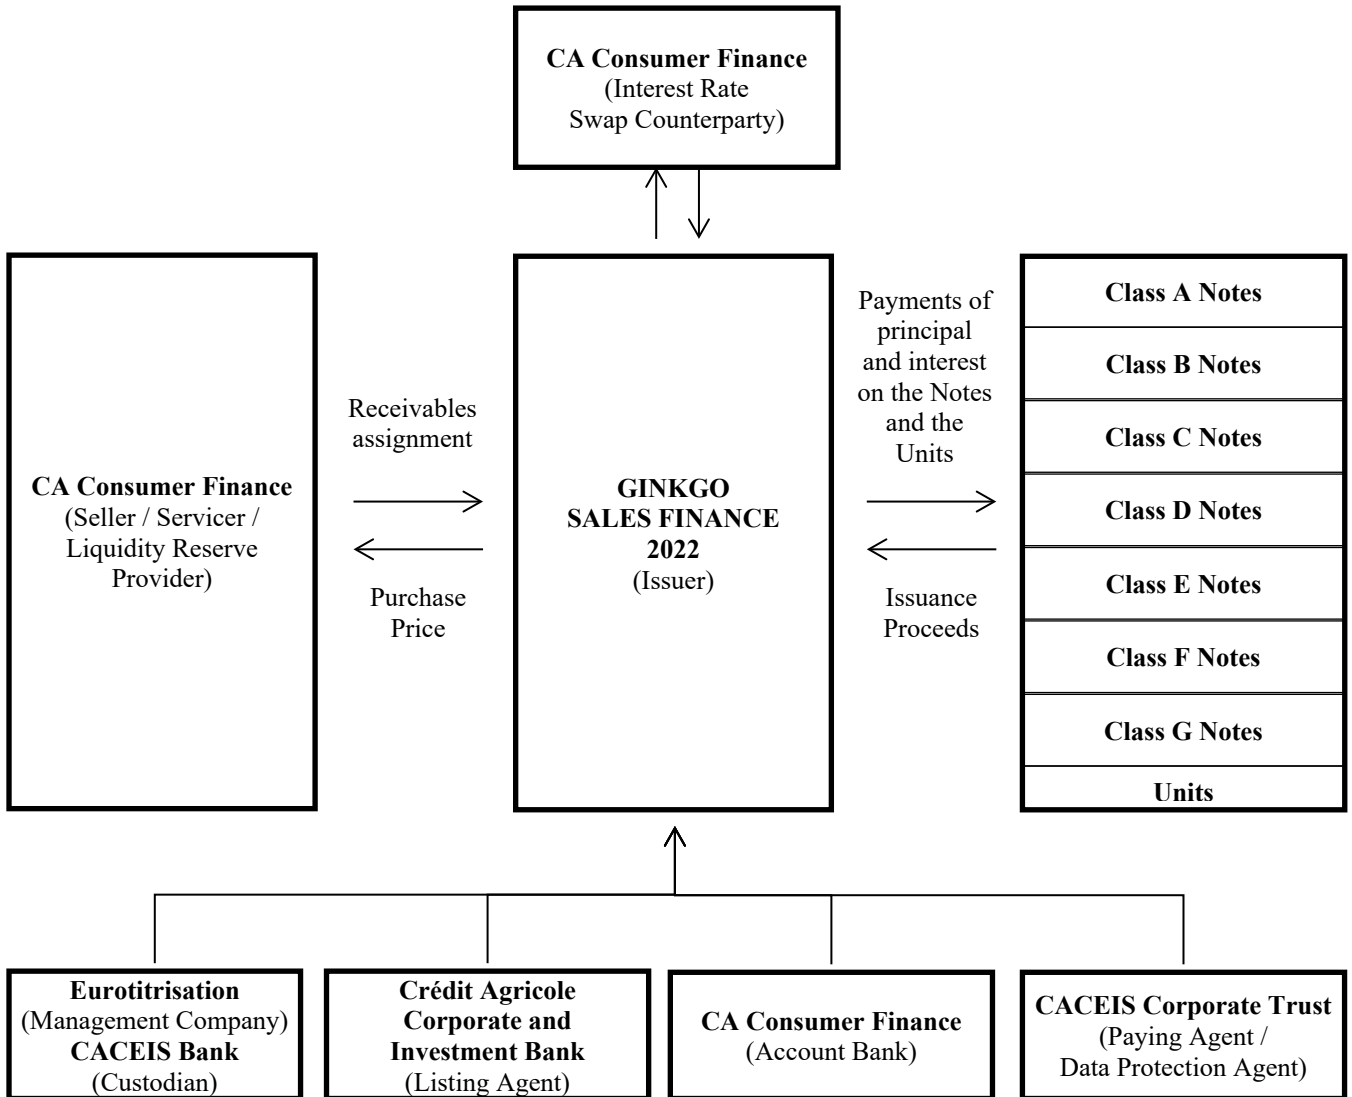 CA Consumer Finance
(Interest Rate
Swap Counterparty)
CA Consumer Finance
(Seller / Servicer /
Liquidity Reserve
Provider)
Receivables
assignment
Purchase
Price
GINKGO
SALES FINANCE
2022
(Issuer)
Payments of
principal
and interest
on the Notes
and the
Units
Issuance
Proceeds
Class A Notes
Class B Notes
Class C Notes
Class D Notes
Class E Notes
Class F Notes
Class G Notes
Units
Eurotitrisation
(Management Company)
CACEIS Bank
(Custodian)
Crédit Agricole
Corporate and
Investment Bank
(Listing Agent)
CA Consumer Finance
(Account Bank)
CACEIS Corporate Trust
(Paying Agent /
Data Protection Agent)